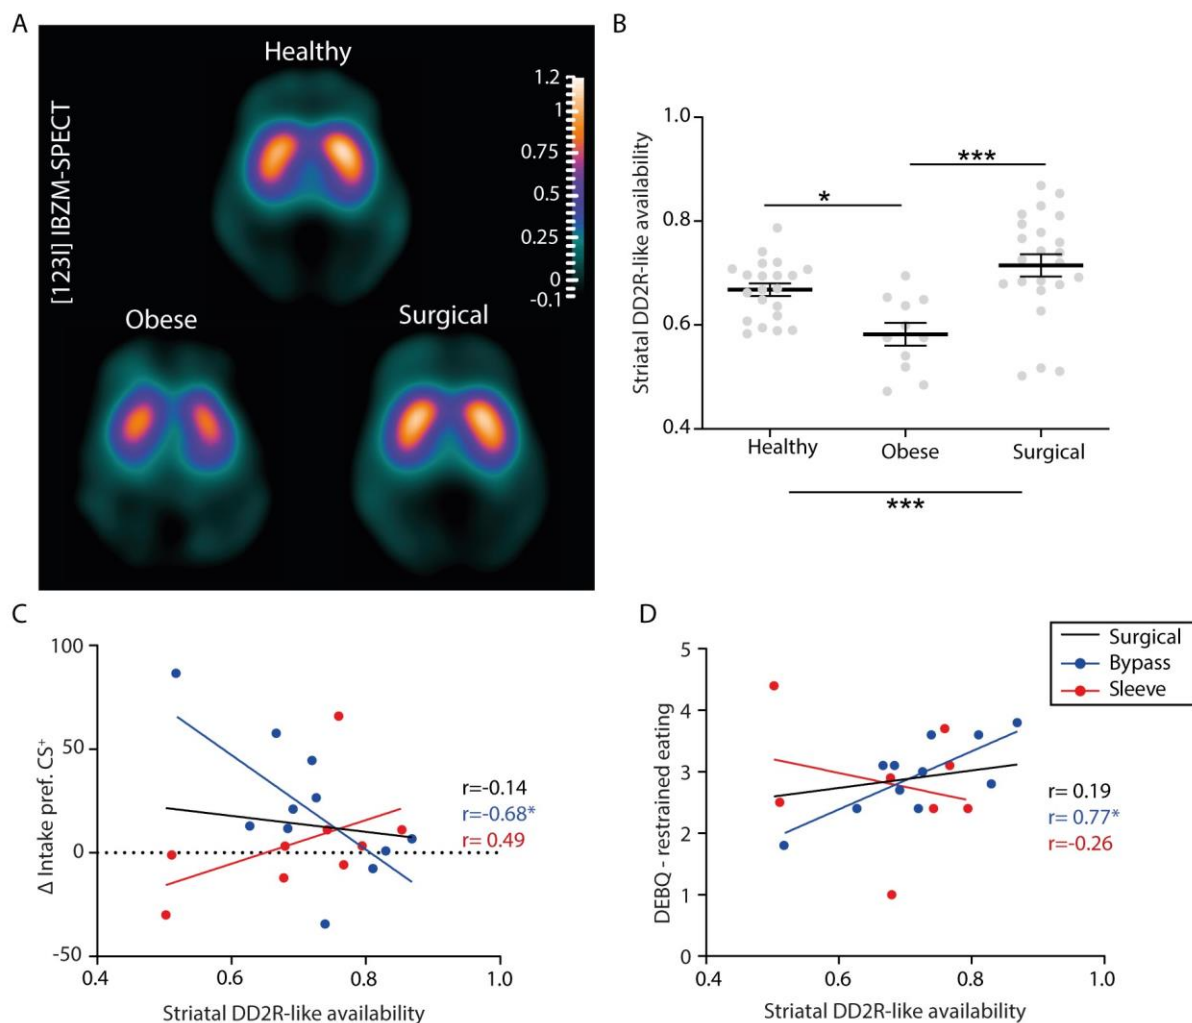 A
[123I] IBZM-SPECT
Healthy
1.2
1
0.75
0.5
0.25
0
-0.1
Obese
Surgical
B
Striatal DD2R-like availability
1.0
0.8
0.6
0.4
*
***
Healthy
Obese
Surgical
***
C
Δ Intake pref. CS⁺
100
50
0
-50
r=-0.14
r=-0.68*
r= 0.49
0.4
0.6
0.8
1.0
Striatal DD2R-like availability
D
DEBQ - restrained eating
5
4
3
2
1
0
Surgical
Bypass
Sleeve
r= 0.19
r= 0.77*
r=-0.26
0.4
0.6
0.8
1.0
Striatal DD2R-like availability